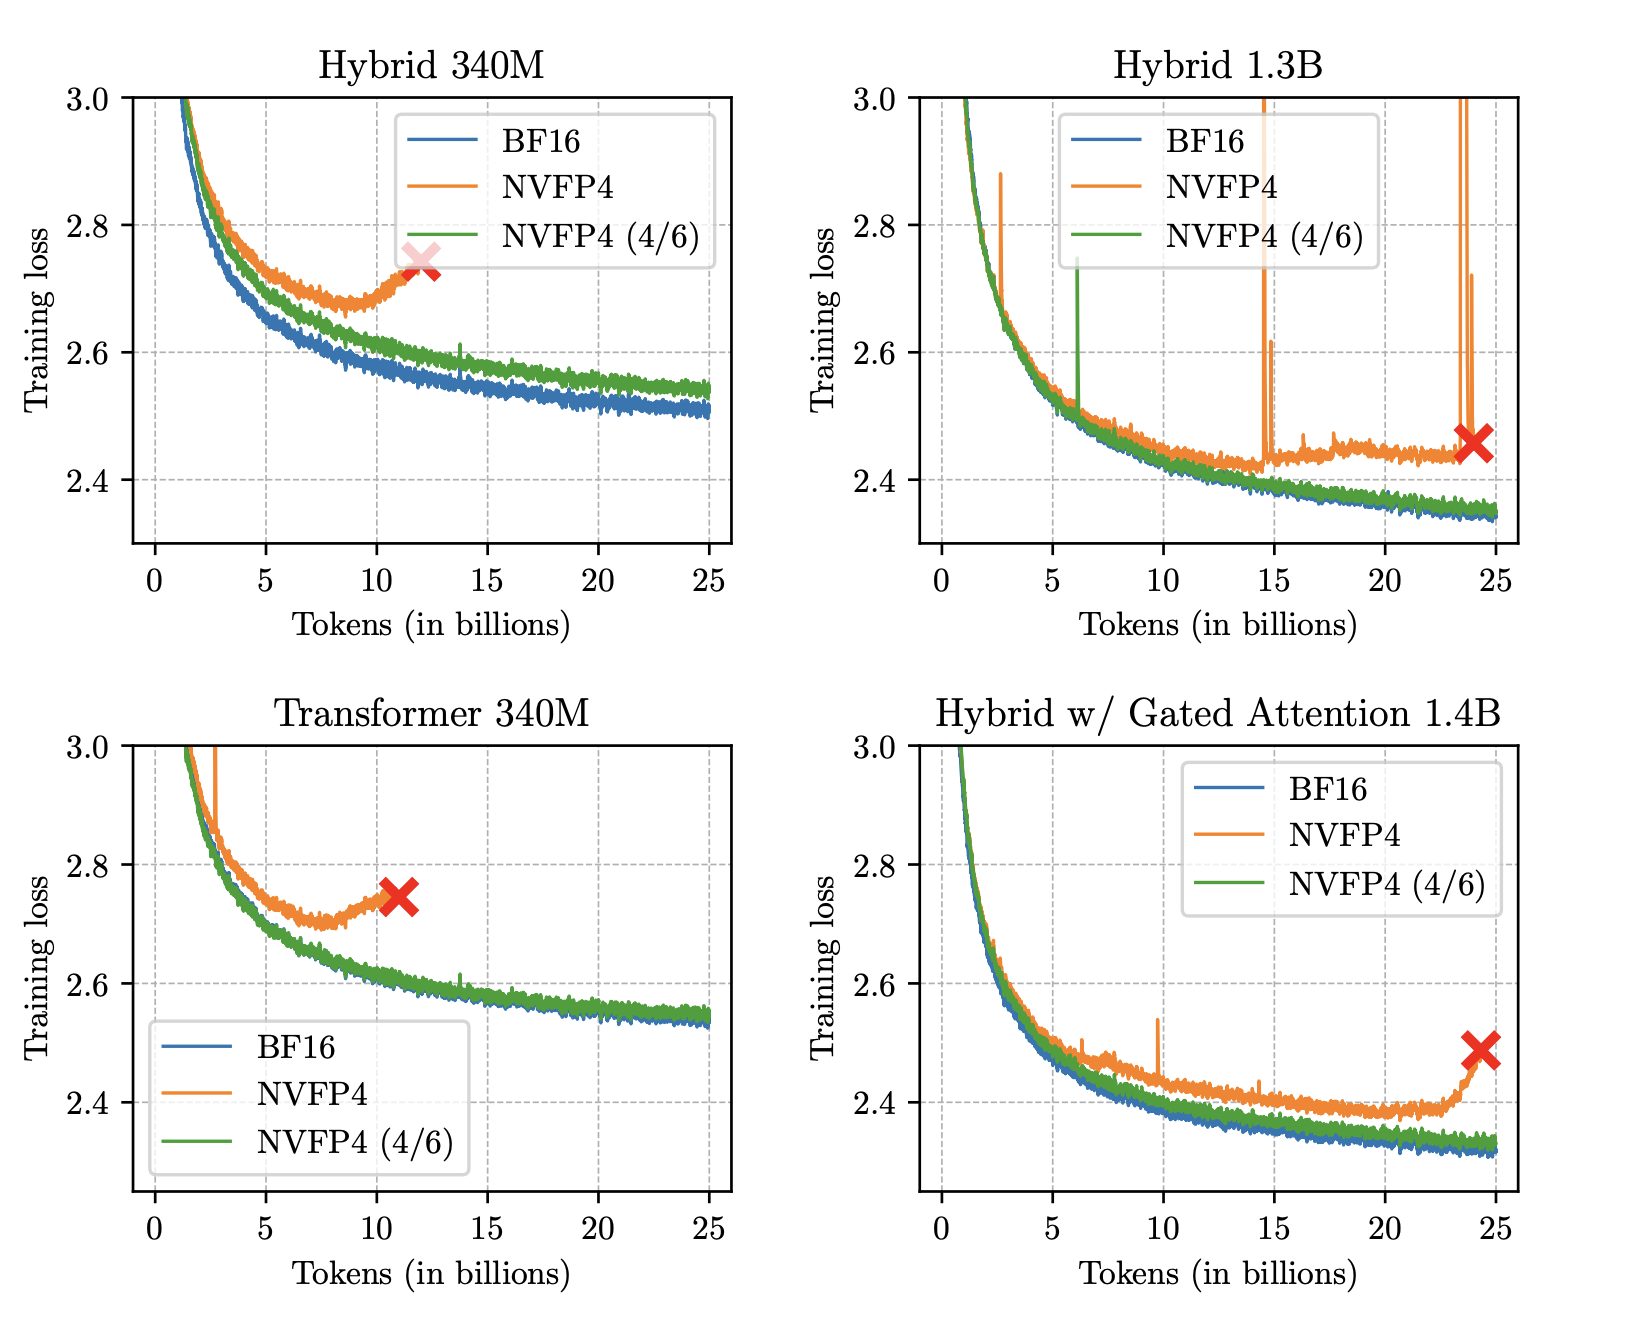 Hybrid 340M
3.0
2.8
2.6
2.4
Training loss
BF16
NVFP4
NVFP4 (4/6)
0 5 10 15 20 25
Tokens (in billions)
Hybrid 1.3B
3.0
2.8
2.6
2.4
Training loss
BF16
NVFP4
NVFP4 (4/6)
0 5 10 15 20 25
Tokens (in billions)
Transformer 340M
3.0
2.8
2.6
2.4
Training loss
BF16
NVFP4
NVFP4 (4/6)
0 5 10 15 20 25
Tokens (in billions)
Hybrid w/ Gated Attention 1.4B
3.0
2.8
2.6
2.4
Training loss
BF16
NVFP4
NVFP4 (4/6)
0 5 10 15 20 25
Tokens (in billions)